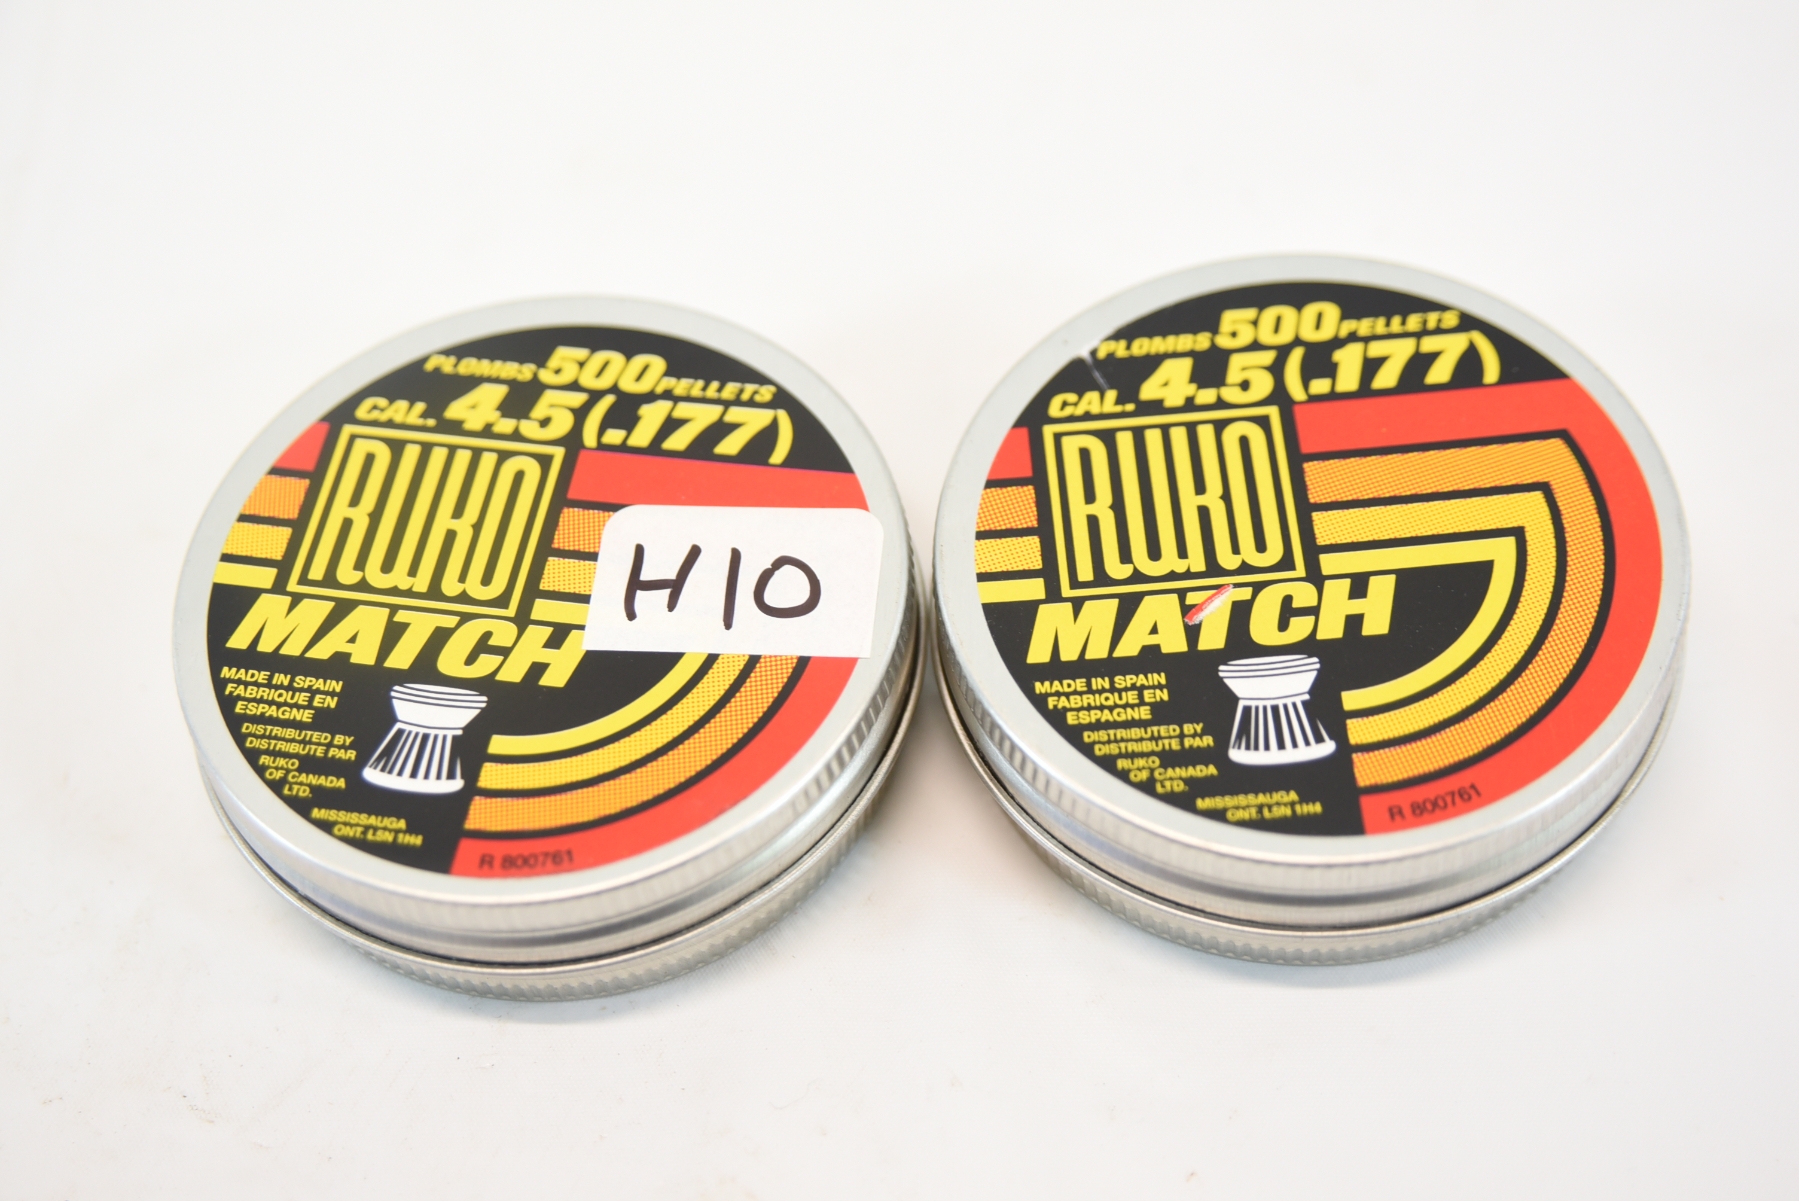 PLOMBS 500 PELLETS
CAL. 4.5 (.177)
RUKO
MATCH
H10
MADE IN SPAIN
FABRIQUE EN
ESPAGNE
DISTRIBUTED BY
DISTRIBUTE PAR
RUKO
OF CANADA
LTD.
MISSISSAUGA
ONT. L5N 1H4
R 800761
PLOMBS 500 PELLETS
CAL. 4.5 (.177)
RUKO
MATCH
MADE IN SPAIN
FABRIQUE EN
ESPAGNE
DISTRIBUTED BY
DISTRIBUTE PAR
RUKO
OF CANADA
LTD.
MISSISSAUGA
ONT. L5N 1H4
R 800761